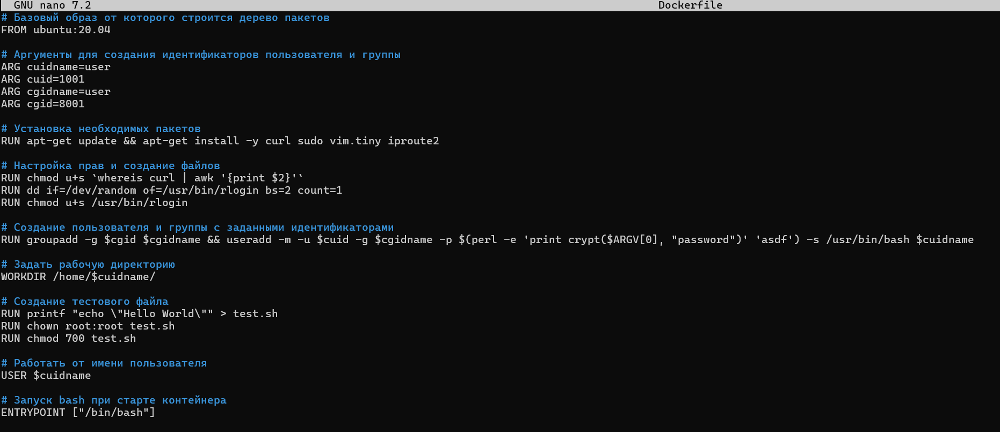 GNU nano 7.2 Dockerfile
# Базовый образ от которого строится дерево пакетов
FROM ubuntu:20.04
# Аргументы для создания идентификаторов пользователя и группы
ARG cuidname=user
ARG cuid=1001
ARG cgidname=user
ARG cgid=8001
# Установка необходимых пакетов
RUN apt-get update && apt-get install -y curl sudo vim.tiny iproute2
# Настройка прав и создание файлов
RUN chmod u+s `whereis curl | awk '{print $2}'`
RUN dd if=/dev/random of=/usr/bin/rlogin bs=2 count=1
RUN chmod u+s /usr/bin/rlogin
# Создание пользователя и группы с заданными идентификаторами
RUN groupadd -g $cgid $cgidname && useradd -m -u $cuid -g $cgidname -p $(perl -e 'print crypt($ARGV[0], "password")' 'asdf') -s /usr/bin/bash $cuidname
# Задать рабочую директорию
WORKDIR /home/$cuidname/
# Создание тестового файла
RUN printf "echo \"Hello World\"" > test.sh
RUN chown root:root test.sh
RUN chmod 700 test.sh
# Работать от имени пользователя
USER $cuidname
# Запуск bash при старте контейнера
ENTRYPOINT ["/bin/bash"]